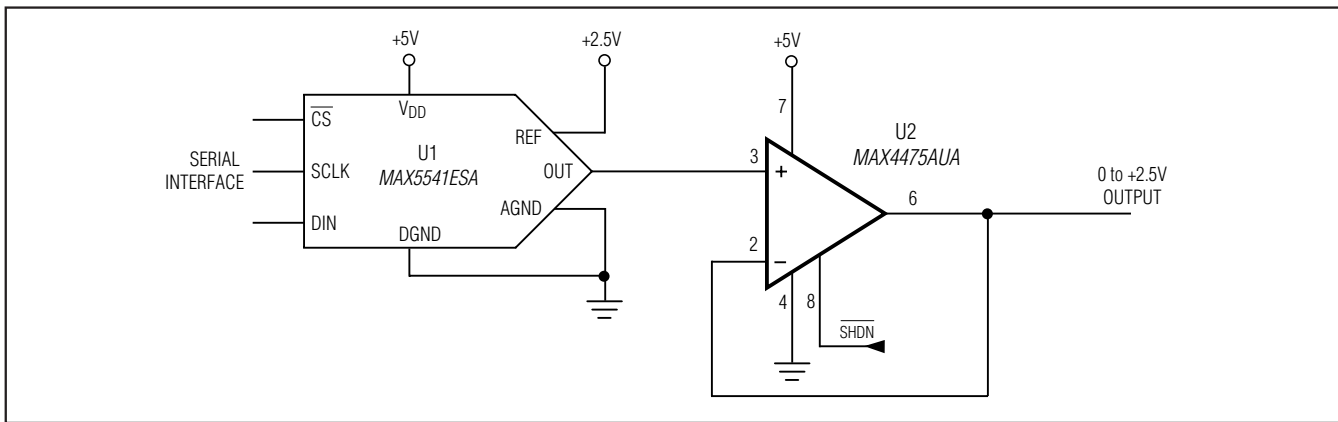 +5V
+2.5V
+5V
CS
VDD
REF
7
U2
MAX4475AUA
SERIAL
INTERFACE
SCLK
U1
MAX5541ESA
OUT
3
+
0 to +2.5V
OUTPUT
6
DIN
AGND
DGND
2
−
4
8
SHDN